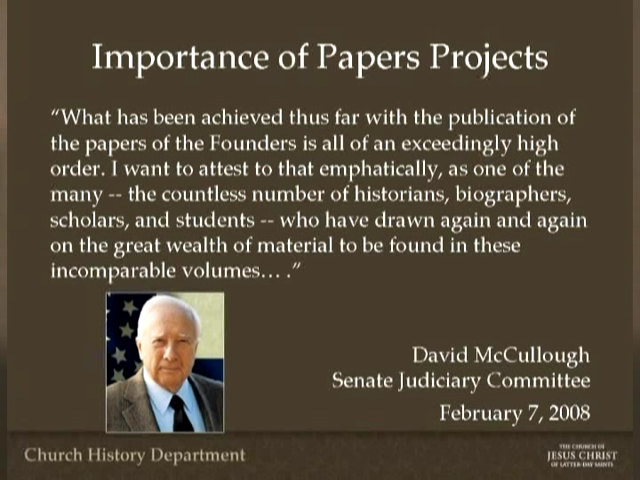 Importance of Papers Projects
“What has been achieved thus far with the publication of
the papers of the Founders is all of an exceedingly high
order. I want to attest to that emphatically, as one of the
many -- the countless number of historians, biographers,
scholars, and students -- who have drawn again and again
on the great wealth of material to be found in these
incomparable volumes… .”
David McCullough
Senate Judiciary Committee
February 7, 2008
Church History Department
THE CHURCH OF
JESUS CHRIST
OF LATTER-DAY SAINTS